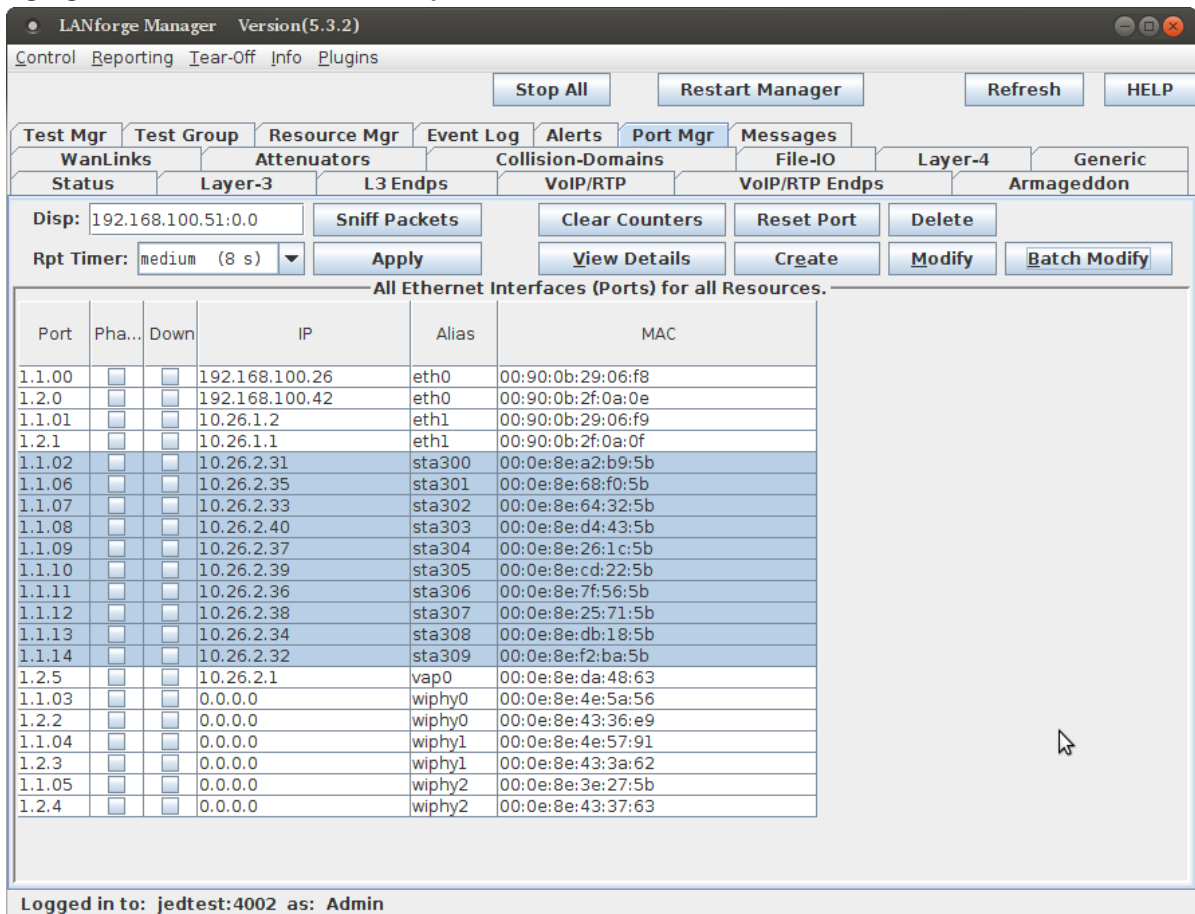 LANforge Manager Version(5.3.2)
Control Reporting Tear-Off Info Plugins
Stop All Restart Manager Refresh HELP
Test Mgr Test Group Resource Mgr Event Log Alerts Port Mgr Messages
WanLinks Attenuators Collision-Domains File-IO Layer-4 Generic
Status Layer-3 L3 Endps VoIP/RTP VoIP/RTP Endps Armageddon
Disp: 192.168.100.51:0.0 Sniff Packets Clear Counters Reset Port Delete
Rpt Timer: medium (8 s) Apply View Details Create Modify Batch Modify
All Ethernet Interfaces (Ports) for all Resources.
Port Pha... Down IP Alias MAC
1.1.00 192.168.100.26 eth0 00:90:0b:29:06:f8
1.2.0 192.168.100.42 eth0 00:90:0b:2f:0a:0e
1.1.01 10.26.1.2 eth1 00:90:0b:29:06:f9
1.2.1 10.26.1.1 eth1 00:90:0b:2f:0a:0f
1.1.02 10.26.2.31 sta300 00:0e:8e:a2:b9:5b
1.1.06 10.26.2.35 sta301 00:0e:8e:68:f0:5b
1.1.07 10.26.2.33 sta302 00:0e:8e:64:32:5b
1.1.08 10.26.2.40 sta303 00:0e:8e:d4:43:5b
1.1.09 10.26.2.37 sta304 00:0e:8e:26:1c:5b
1.1.10 10.26.2.39 sta305 00:0e:8e:cd:22:5b
1.1.11 10.26.2.36 sta306 00:0e:8e:7f:56:5b
1.1.12 10.26.2.38 sta307 00:0e:8e:25:71:5b
1.1.13 10.26.2.34 sta308 00:0e:8e:db:18:5b
1.1.14 10.26.2.32 sta309 00:0e:8e:f2:ba:5b
1.2.5 10.26.2.1 vap0 00:0e:8e:da:48:63
1.1.03 0.0.0.0 wiphy0 00:0e:8e:4e:5a:56
1.2.2 0.0.0.0 wiphy0 00:0e:8e:43:36:e9
1.1.04 0.0.0.0 wiphy1 00:0e:8e:4e:57:91
1.2.3 0.0.0.0 wiphy1 00:0e:8e:43:3a:62
1.1.05 0.0.0.0 wiphy2 00:0e:8e:3e:27:5b
1.2.4 0.0.0.0 wiphy2 00:0e:8e:43:37:63
Logged in to: jedtest:4002 as: Admin